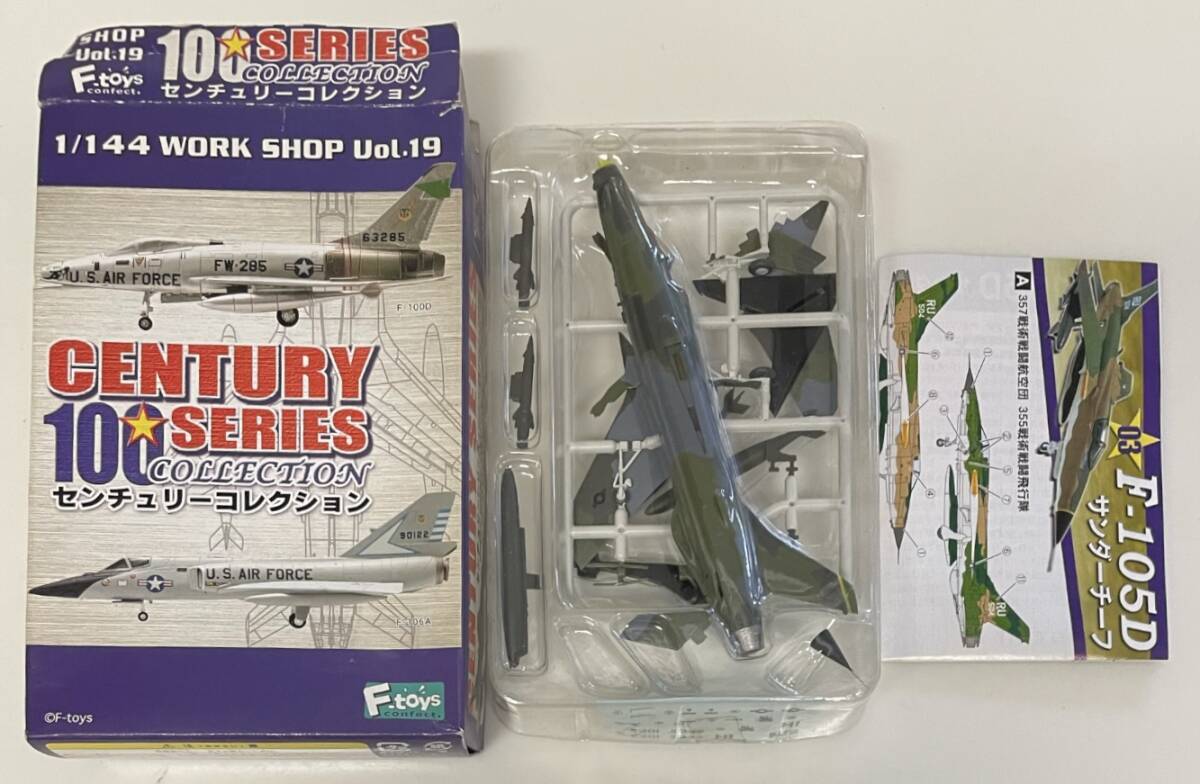 SHOP
Vol.19
F-toys
confect.
100 SERIES
COLLECTION
センチュリーコレクション
1/144 WORK SHOP Vol.19
63285
FW-285
U.S. AIR FORCE
F-100D
CENTURY
100 SERIES
COLLECTION
センチュリーコレクション
90122
U.S. AIR FORCE
F-106A
©F-toys
F-toys
confect.
03 F-105D
サンダーチーフ
A 357戦術戦闘航空団 355戦術戦闘飛行隊
RU
504
RU
504